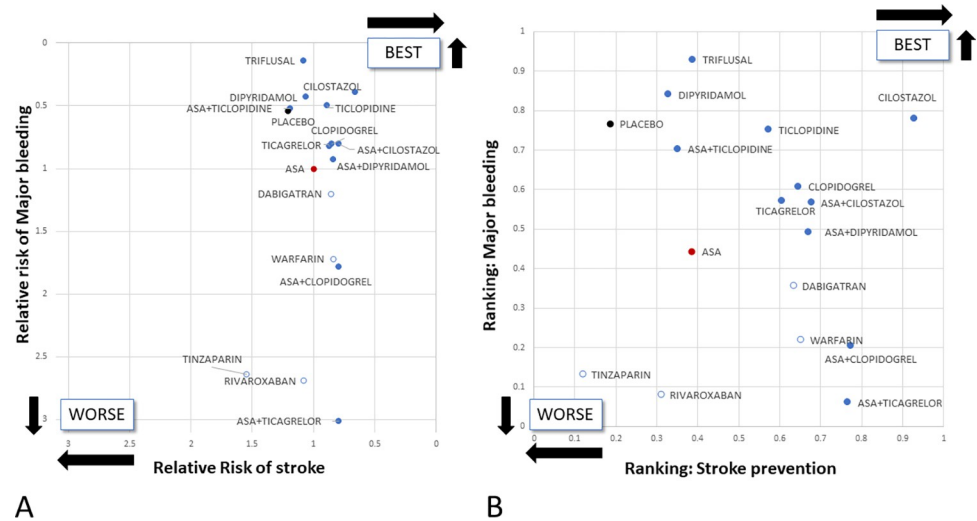 BEST
0
TRIFLUSAL
CILOSTAZOL
DIPYRIDAMOL
0.5
ASA+TICLOPIDINE
TICLOPIDINE
PLACEBO
CLOPIDOGREL
TICAGRELOR
ASA+CILOSTAZOL
ASA+DIPYRIDAMOL
1
ASA
DABIGATRAN
1.5
WARFARIN
ASA+CLOPIDOGREL
2
TINZAPARIN
2.5
RIVAROXABAN
ASA+TICAGRELOR
3
WORSE
3 2.5 2 1.5 1 0.5 0
Relative risk of Major bleeding
Relative Risk of stroke
A
BEST
1
TRIFLUSAL
0.9
DIPYRIDAMOL
CILOSTAZOL
0.8
PLACEBO
TICLOPIDINE
0.7
ASA+TICLOPIDINE
0.6
CLOPIDOGREL
ASA+CILOSTAZOL
TICAGRELOR
0.5
ASA+DIPYRIDAMOL
ASA
0.4
DABIGATRAN
0.3
WARFARIN
0.2
ASA+CLOPIDOGREL
TINZAPARIN
0.1
RIVAROXABAN
ASA+TICAGRELOR
WORSE
0
0 0.1 0.2 0.3 0.4 0.5 0.6 0.7 0.8 0.9 1
Ranking: Major bleeding
Ranking: Stroke prevention
B